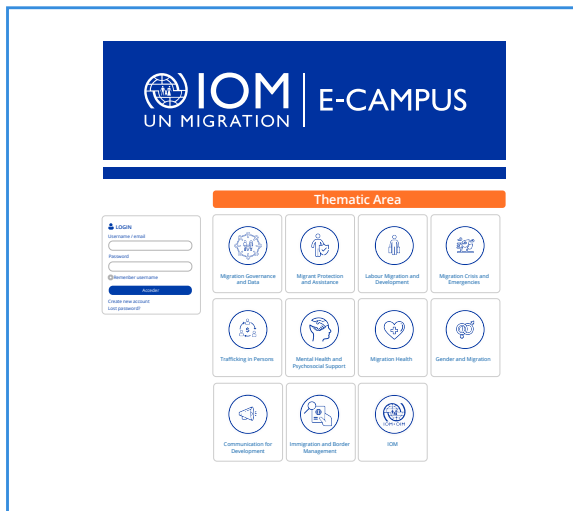 IOM
UN MIGRATION
E-CAMPUS
Thematic Area
LOGIN
Username / email
Password
Remember username
Acceder
Create new account
Lost password?
Migration Governance
and Data
Migrant Protection
and Assistance
Labour Migration and
Development
Migration Crisis and
Emergencies
Trafficking in Persons
Mental Health and
Psychosocial Support
Migration Health
Gender and Migration
Communication for
Development
Immigration and Border
Management
IOM•OIM
IOM